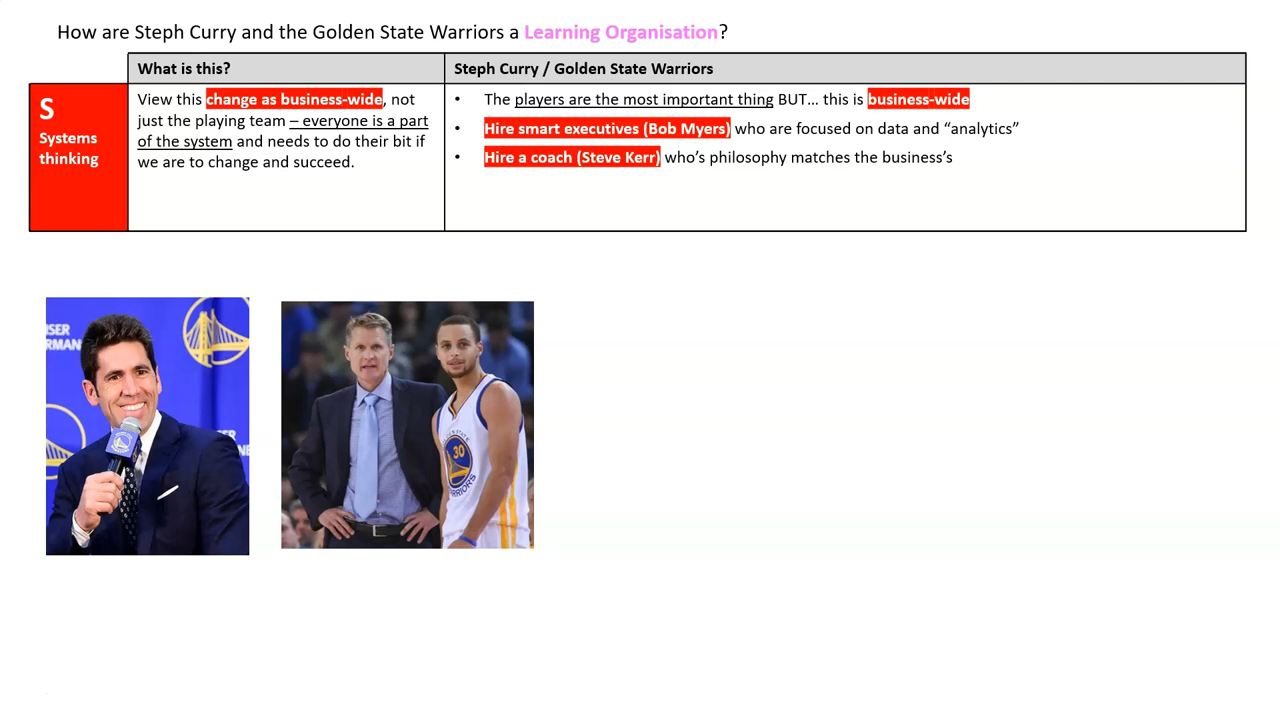 How are Steph Curry and the Golden State Warriors a Learning Organisation?
What is this?
Steph Curry / Golden State Warriors
S
Systems
thinking
View this change as business-wide, not
just the playing team – everyone is a part
of the system and needs to do their bit if
we are to change and succeed.
• The players are the most important thing BUT... this is business-wide
• Hire smart executives (Bob Myers) who are focused on data and “analytics”
• Hire a coach (Steve Kerr) who’s philosophy matches the business’s
ISER
RMAN
ER
NE
30
WARRIORS